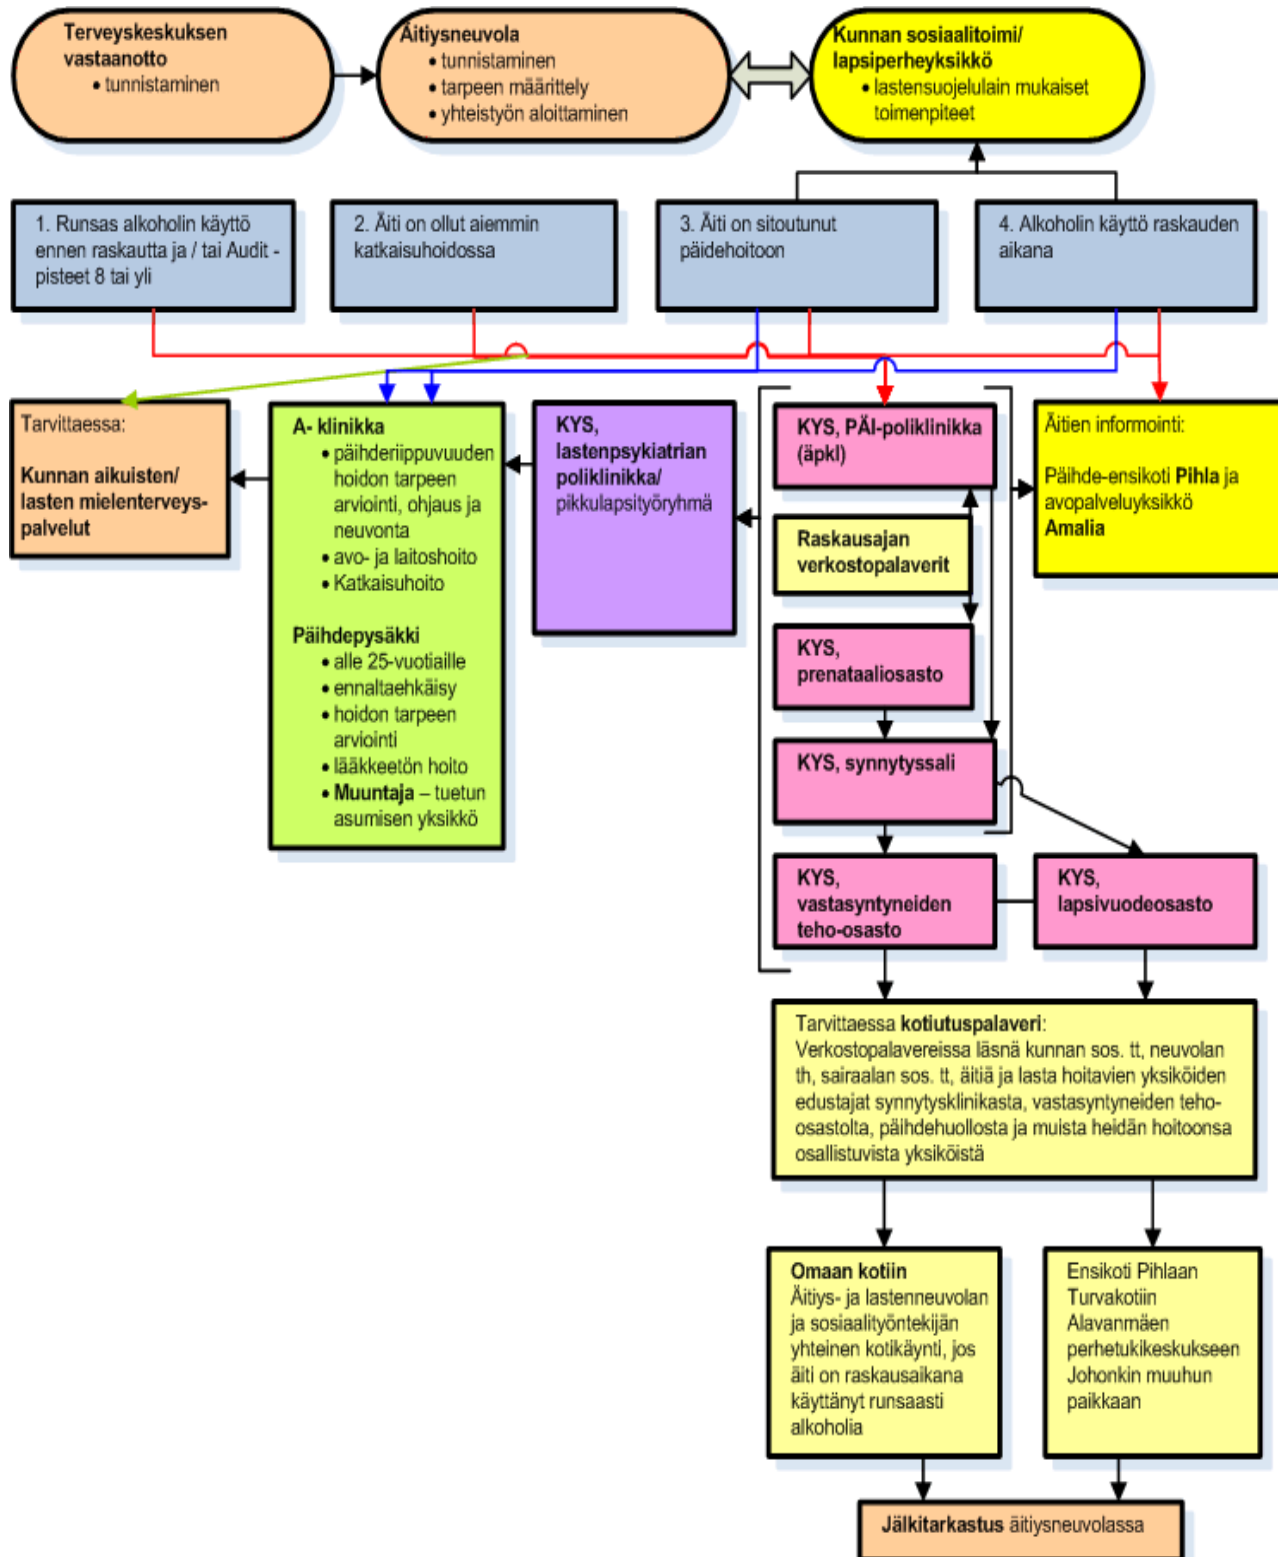 Terveyskeskuksen
vastaanotto
• tunnistaminen
Äitiysneuvola
• tunnistaminen
• tarpeen määrittely
• yhteistyön aloittaminen
Kunnan sosiaalitoimi/
lapsiperheyksikkö
• lastensuojelulain mukaiset
toimenpiteet
1. Runsas alkoholin käyttö
ennen raskautta ja / tai Audit -
pisteet 8 tai yli
2. Äiti on ollut aiemmin
katkaisuhoidossa
3. Äiti on sitoutunut
päidehoitoon
4. Alkoholin käyttö raskauden
aikana
Tarvittaessa:
Kunnan aikuisten/
lasten mielenterveys-
palvelut
A- klinikka
• päihderiippuvuuden
hoidon tarpeen
arviointi, ohjaus ja
neuvonta
• avo- ja laitoshoito
• Katkaisuhoito
Päihdepysäkki
• alle 25-vuotiaille
• ennaltaehkäisy
• hoidon tarpeen
arviointi
• lääkkeetön hoito
• Muuntaja – tuetun
asumisen yksikkö
KYS,
lastenpsykiatrian
poliklinikka/
pikkulapsityöryhmä
KYS, PÄI-poliklinikka
(äpkl)
Raskausajan
verkostopalaverit
KYS,
prenataaliosasto
KYS, synnytyssali
KYS,
vastasyntyneiden
teho-osasto
KYS,
lapsivuodeosasto
Äitien informointi:
Päihde-ensikoti Pihla ja
avopalveluyksikkö
Amalia
Tarvittaessa kotiutuspalaveri:
Verkostopalavereissa läsnä kunnan sos. tt, neuvolan
th, sairaalan sos. tt, äitiä ja lasta hoitavien yksiköiden
edustajat synnytysklinikasta, vastasyntyneiden teho-
osastolta, päihdehuollosta ja muista heidän hoitoonsa
osallistuvista yksiköistä
Omaan kotiin
Äitiys- ja lastenneuvolan
ja sosiaalityöntekijän
yhteinen kotikäynti, jos
äiti on raskausaikana
käyttänyt runsaasti
alkoholia
Ensikoti Pihlaan
Turvakotiin
Alavanmäen
perhetukikeskukseen
Johonkin muuhun
paikkaan
Jälkitarkastus äitiysneuvolassa